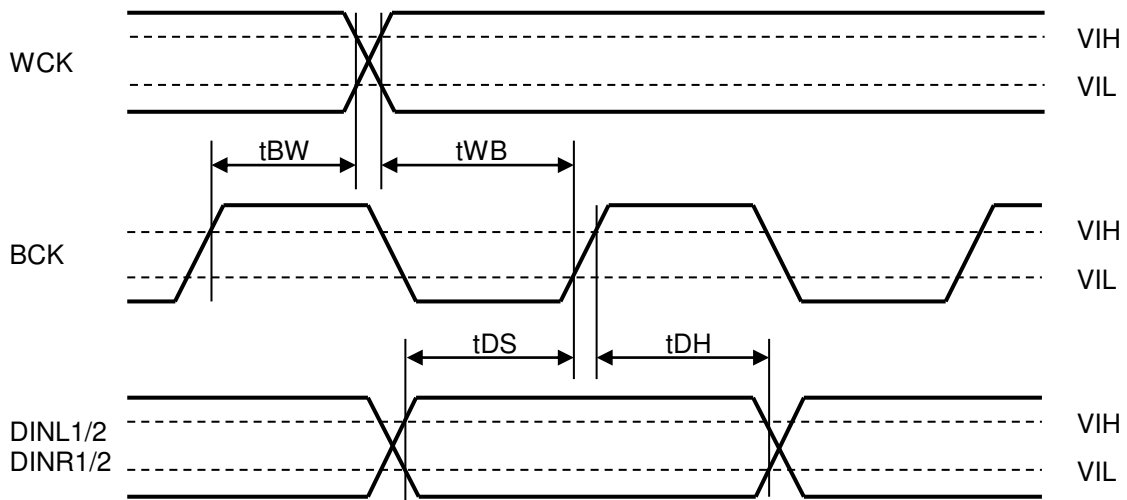 WCK
VIH
VIL
tBW
tWB
BCK
VIH
VIL
tDS
tDH
DINL1/2
DINR1/2
VIH
VIL